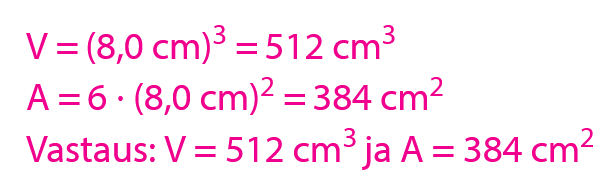 V = (8,0 cm)³ = 512 cm³
A = 6 · (8,0 cm)² = 384 cm²
Vastaus: V = 512 cm³ ja A = 384 cm²